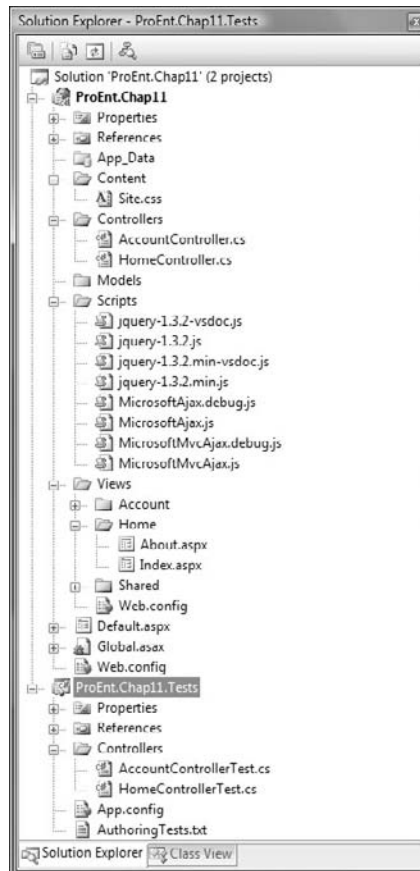 Solution Explorer - ProEnt.Chap11.Tests
Solution 'ProEnt.Chap11' (2 projects)
ProEnt.Chap11
Properties
References
App_Data
Content
Site.css
Controllers
AccountController.cs
HomeController.cs
Models
Scripts
jquery-1.3.2-vsdoc.js
jquery-1.3.2.js
jquery-1.3.2.min-vsdoc.js
jquery-1.3.2.min.js
MicrosoftAjax.debug.js
MicrosoftAjax.js
MicrosoftMvcAjax.debug.js
MicrosoftMvcAjax.js
Views
Account
Home
About.aspx
Index.aspx
Shared
Web.config
Default.aspx
Global.asax
Web.config
ProEnt.Chap11.Tests
Properties
References
Controllers
AccountControllerTest.cs
HomeControllerTest.cs
App.config
AuthoringTests.txt
Solution Explorer Class View